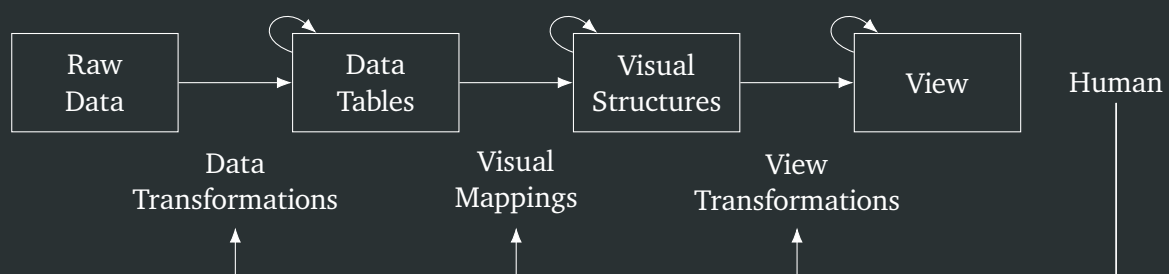 Raw
Data
Data
Tables
Visual
Structures
View
Human
Data
Transformations
Visual
Mappings
View
Transformations